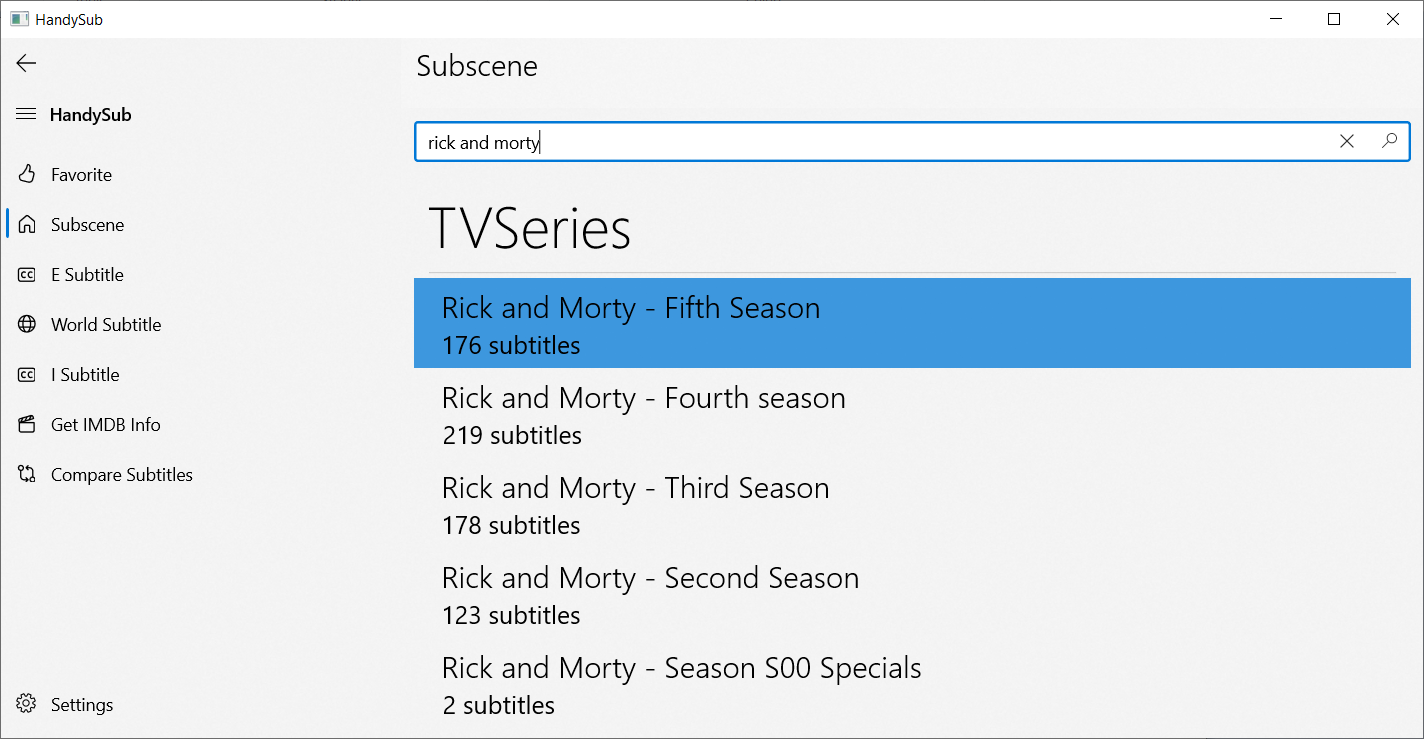 HandySub
Subscene
HandySub
rick and morty
Favorite
Subscene
E Subtitle
World Subtitle
I Subtitle
Get IMDB Info
Compare Subtitles
Settings
TVSeries
Rick and Morty - Fifth Season
176 subtitles
Rick and Morty - Fourth season
219 subtitles
Rick and Morty - Third Season
178 subtitles
Rick and Morty - Second Season
123 subtitles
Rick and Morty - Season S00 Specials
2 subtitles